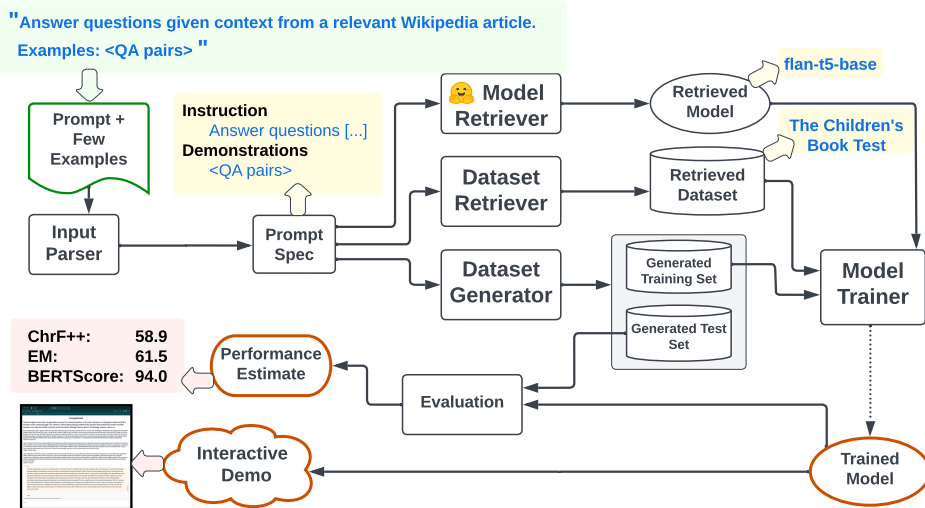 "Answer questions given context from a relevant Wikipedia article.
Examples: <QA pairs> "
Prompt +
Few
Examples
Instruction
Answer questions [...]
Demonstrations
<QA pairs>
Model
Retriever
Retrieved
Model
flan-t5-base
The Children's
Book Test
Dataset
Retriever
Retrieved
Dataset
Input
Parser
Prompt
Spec
Dataset
Generator
Generated
Training Set
Generated Test
Set
Model
Trainer
ChrF++: 58.9
EM: 61.5
BERTScore: 94.0
Performance
Estimate
Evaluation
Interactive
Demo
Trained
Model